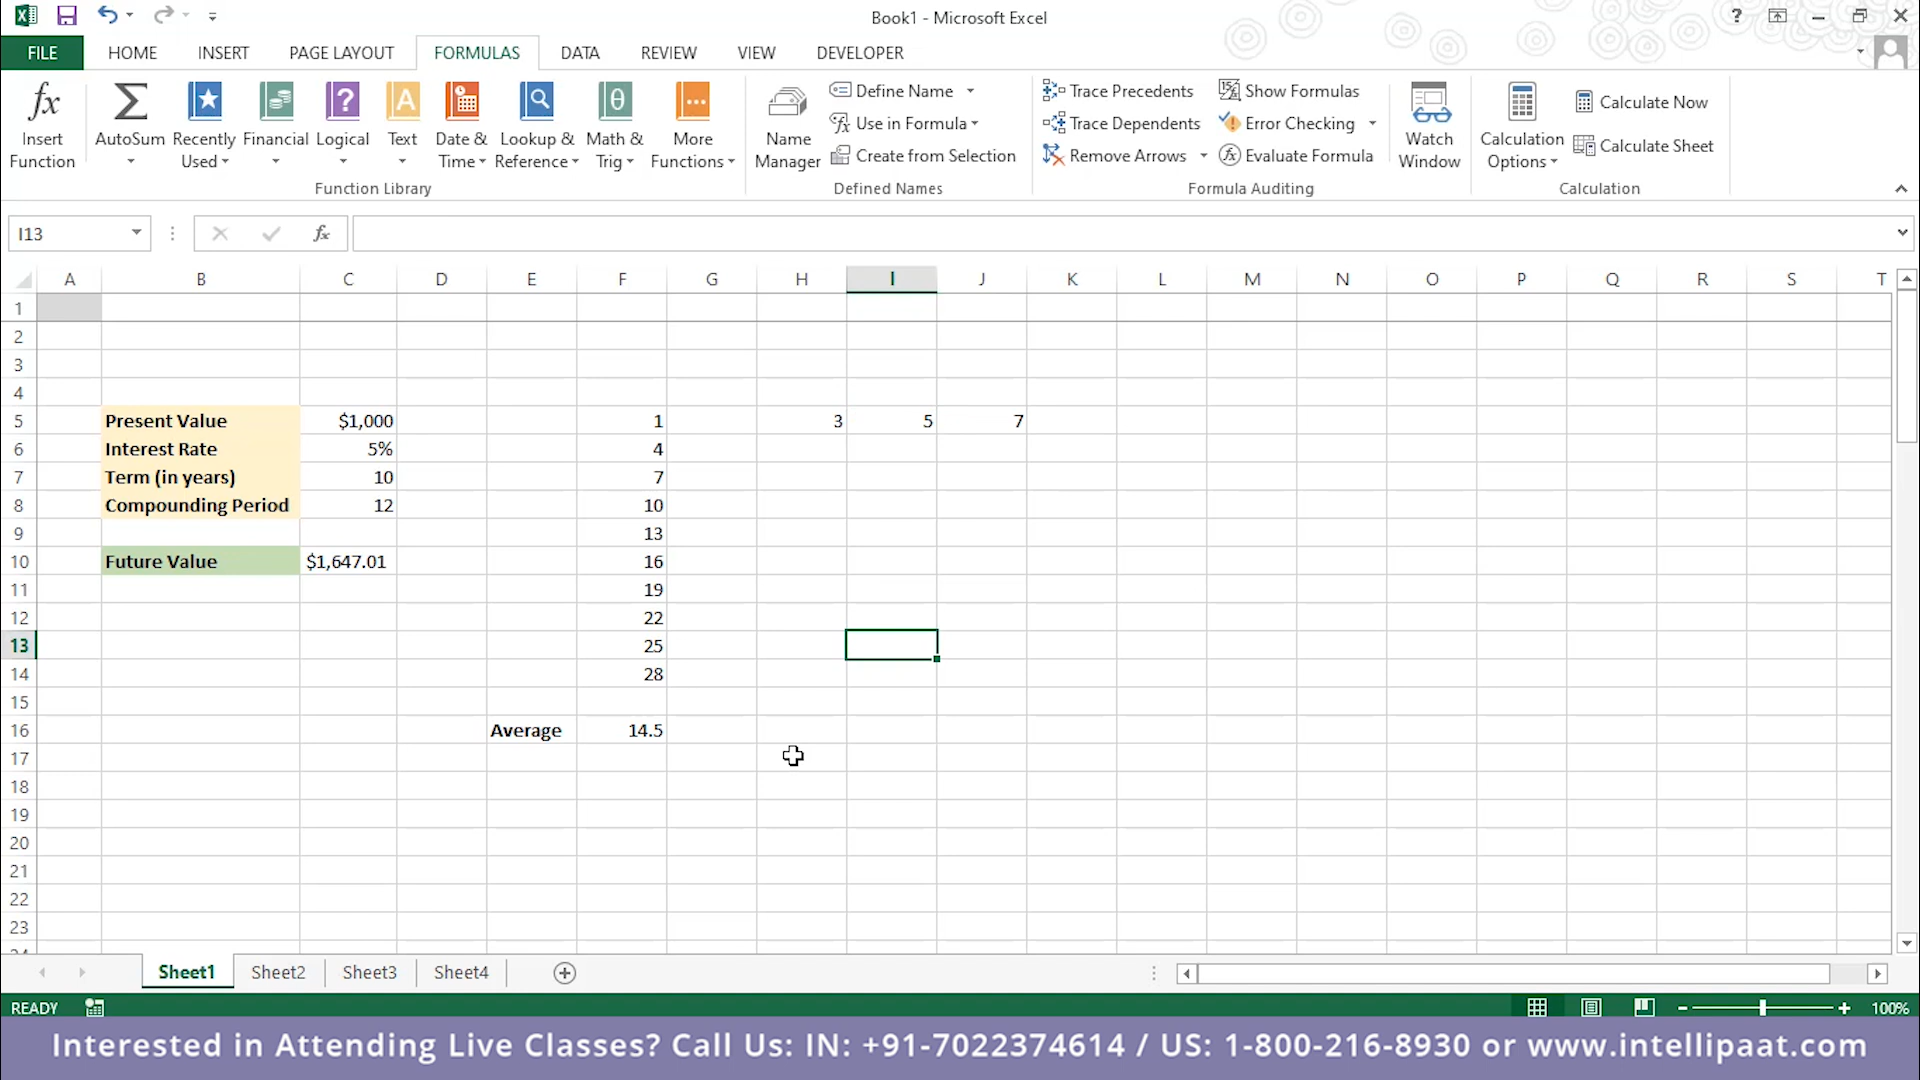 Book1 - Microsoft Excel
?
FILE HOME INSERT PAGE LAYOUT FORMULAS DATA REVIEW VIEW DEVELOPER
fx Insert Function
Σ AutoSum
Recently Used
Financial
? Logical
A Text
Date & Time
Lookup & Reference
θ Math & Trig
More Functions
Function Library
Name Manager
Define Name
Use in Formula
Create from Selection
Defined Names
Trace Precedents
Trace Dependents
Remove Arrows
Show Formulas
Error Checking
Evaluate Formula
Formula Auditing
Watch Window
Calculation Options
Calculate Now
Calculate Sheet
Calculation
I13 fx
A B C D E F G H I J K L M N O P Q R S T
1
2
3
4
5 Present Value $1,000 1 3 5 7
6 Interest Rate 5% 4
7 Term (in years) 10 7
8 Compounding Period 12 10
9 13
10 Future Value $1,647.01 16
11 19
12 22
13 25
14 28
15
16 Average 14.5
17
18
19
20
21
22
23
24
Sheet1 Sheet2 Sheet3 Sheet4
READY 100%
Interested in Attending Live Classes? Call Us: IN: +91-7022374614 / US: 1-800-216-8930 or www.intellipaat.com